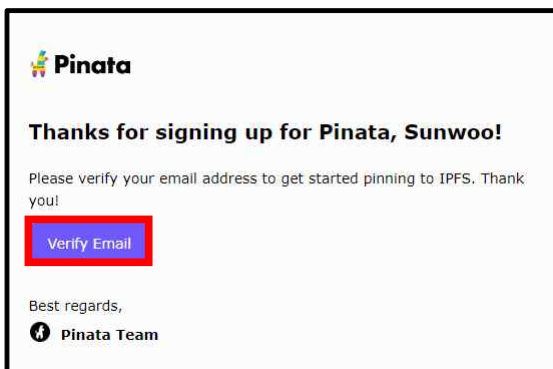 Pinata
Thanks for signing up for Pinata, Sunwoo!
Please verify your email address to get started pinning to IPFS. Thank
you!
Verify Email
Best regards,
Pinata Team